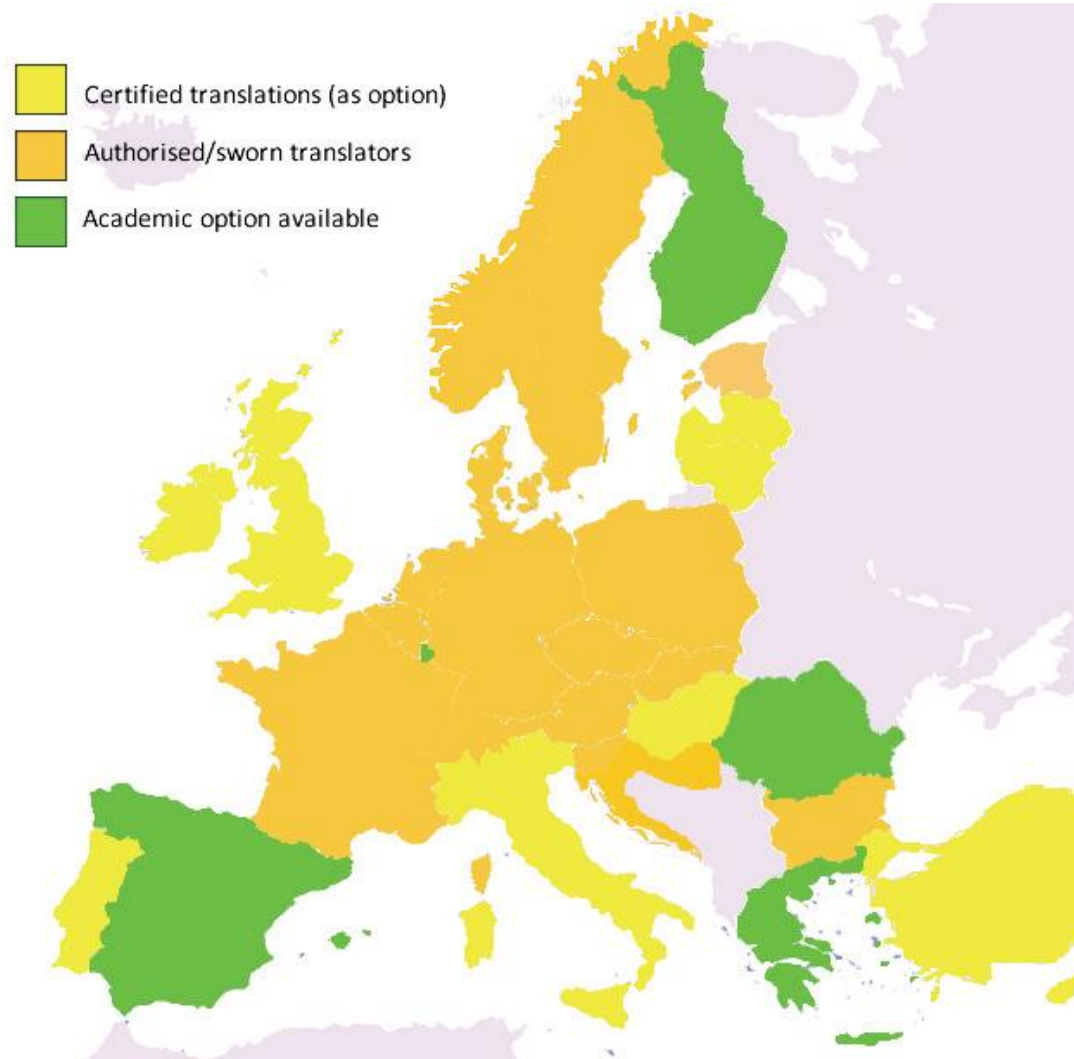 Certified translations (as option)
Authorised/sworn translators
Academic option available